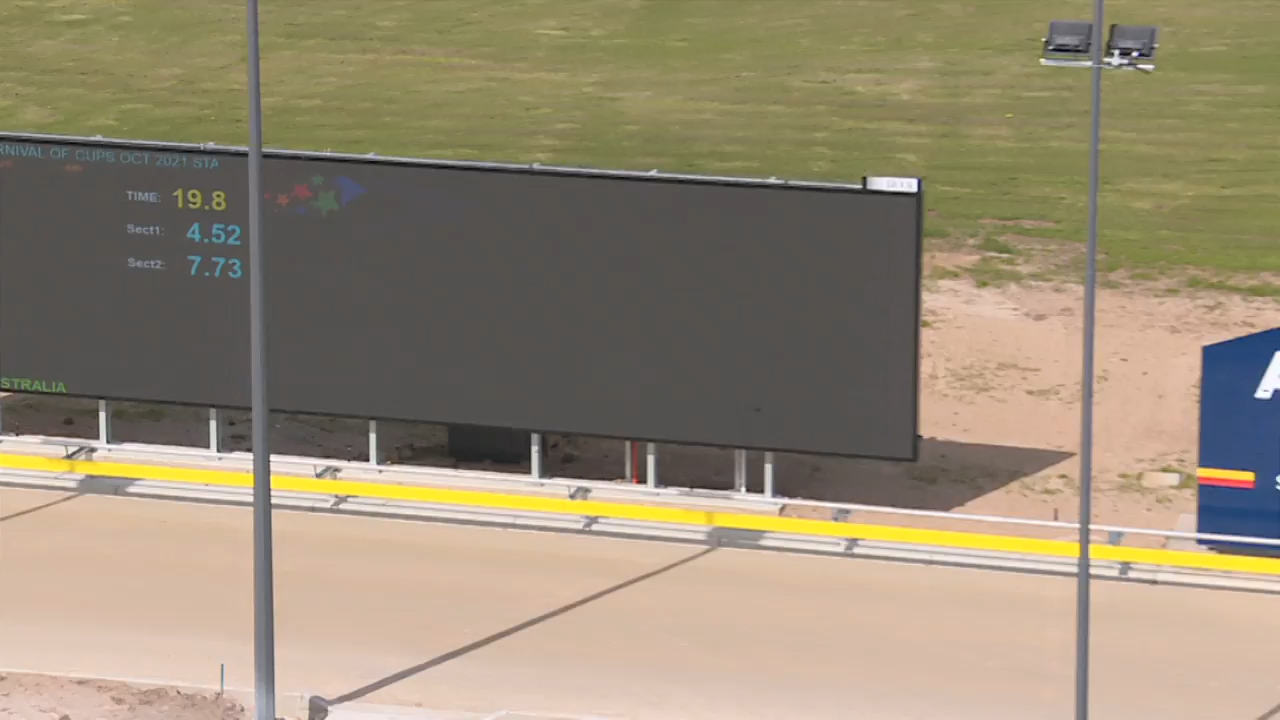 RNIVAL OF CUPS OCT 2021 STA
TIME: 19.8
Sect1: 4.52
Sect2: 7.73
STRALIA
A
S